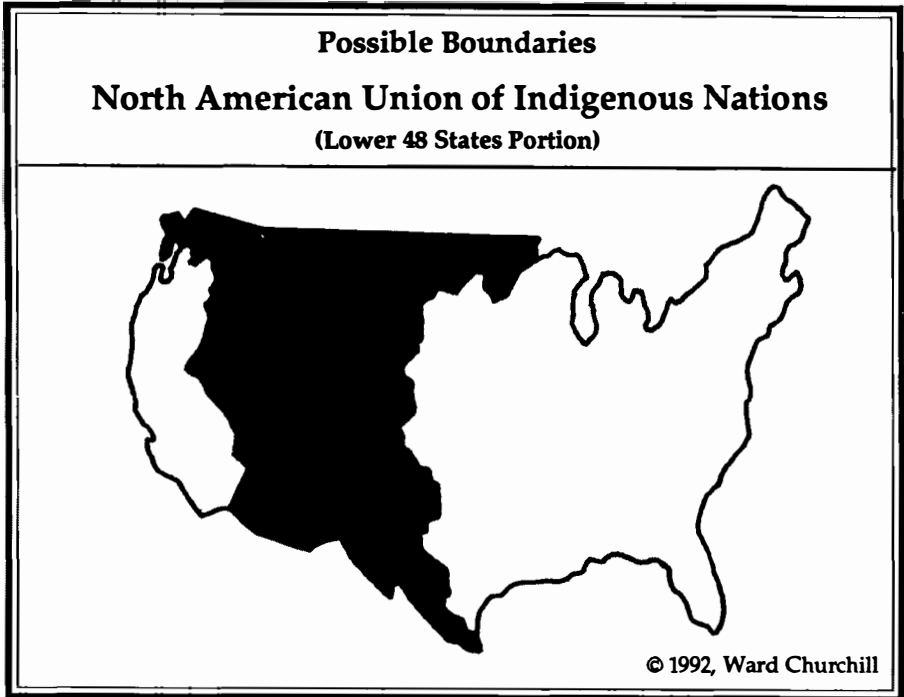 Possible Boundaries
North American Union of Indigenous Nations
(Lower 48 States Portion)
© 1992, Ward Churchill